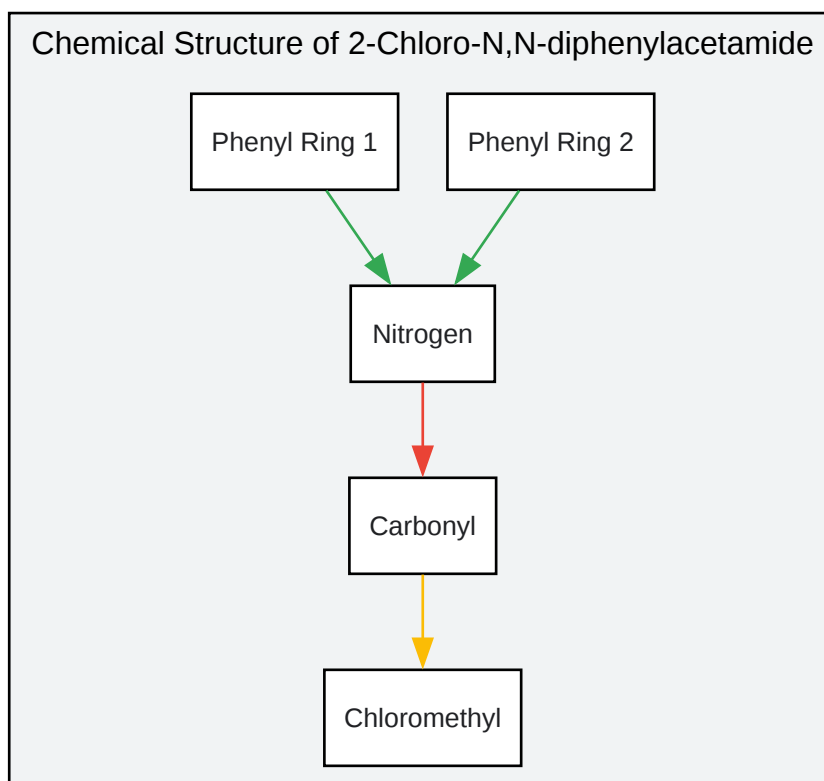 Chemical Structure of 2-Chloro-N,N-diphenylacetamide
Phenyl Ring 1
Phenyl Ring 2
Nitrogen
Carbonyl
Chloromethyl